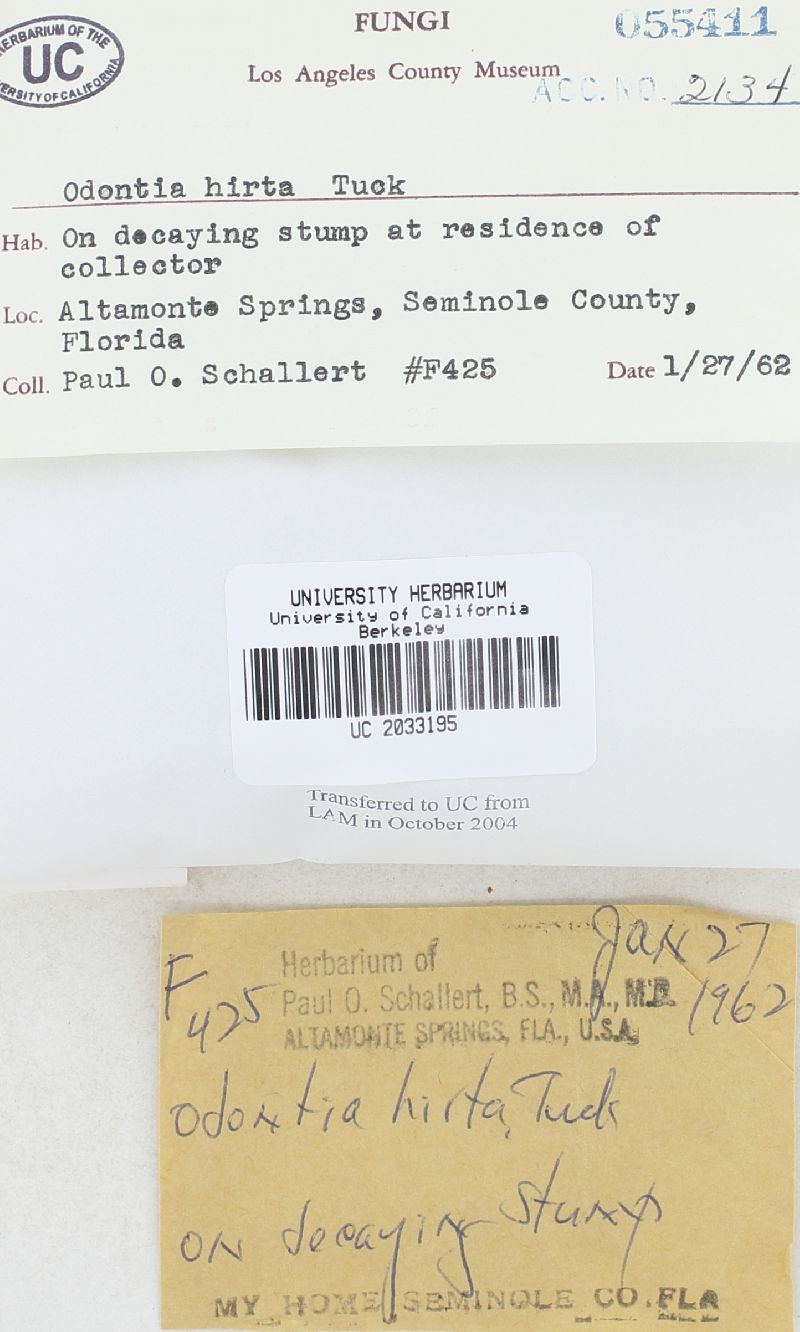 HERBARIUM OF THE
UC
UNIVERSITY OF CALIFORNIA
FUNGI
055411
Los Angeles County Museum
ACC. NO. 2134
Odontia hirta Tuck
Hab. On decaying stump at residence of
collector
Loc. Altamonte Springs, Seminole County,
Florida
Coll. Paul O. Schallert #F425 Date 1/27/62
UNIVERSITY HERBARIUM
University of California
Berkeley
UC 2033195
Transferred to UC from
LAM in October 2004
Jan 27
1962
F
425
Herbarium of
Paul O. Schallert, B.S., M.A., M.D.
ALTAMONTE SPRINGS, FLA., U.S.A.
Odontia hirta, Tuck
on decaying stump
MY HOME SEMINOLE CO. FLA